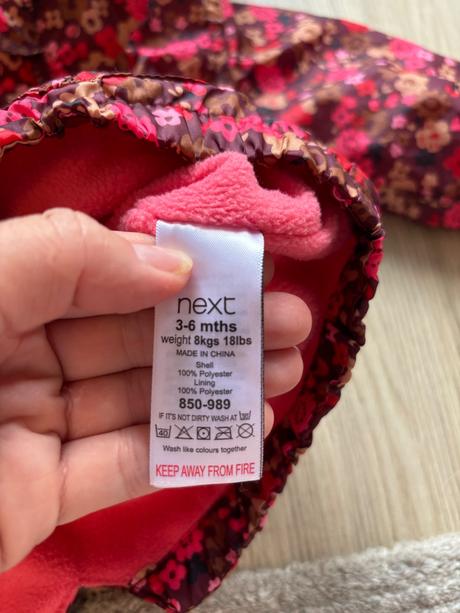 next
3-6 mths
weight 8kgs 18lbs
MADE IN CHINA
Shell
100% Polyester
Lining
100% Polyester
850-989
IF IT'S NOT DIRTY WASH AT 30
40
Wash like colours together
KEEP AWAY FROM FIRE